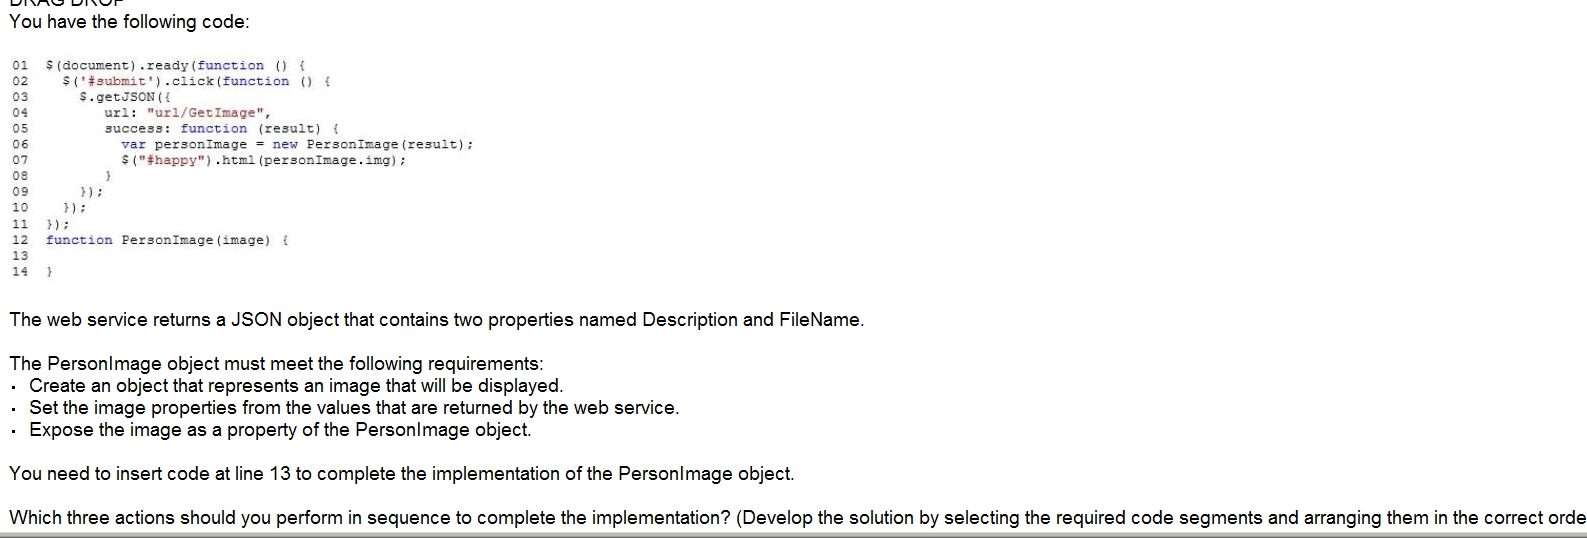 DRAG DROP
You have the following code:
01 $(document).ready(function () {
02 $('#submit').click(function () {
03 $.getJSON({
04 url: "url/GetImage",
05 success: function (result) {
06 var personImage = new PersonImage(result);
07 $("#happy").html(personImage.img);
08 }
09 });
10 });
11 });
12 function PersonImage(image) {
13
14 }
The web service returns a JSON object that contains two properties named Description and FileName.
The PersonImage object must meet the following requirements:
· Create an object that represents an image that will be displayed.
· Set the image properties from the values that are returned by the web service.
· Expose the image as a property of the PersonImage object.
You need to insert code at line 13 to complete the implementation of the PersonImage object.
Which three actions should you perform in sequence to complete the implementation? (Develop the solution by selecting the required code segments and arranging them in the correct orde